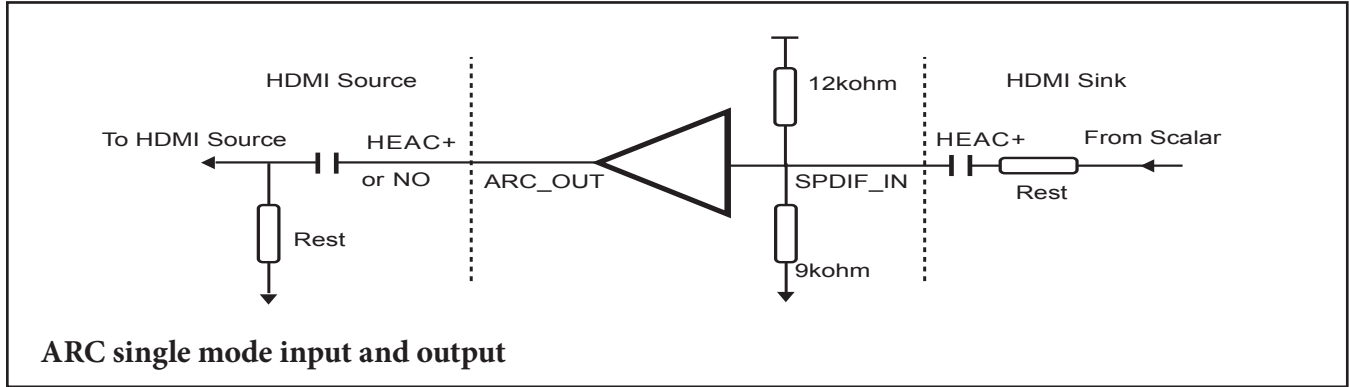 HDMI Source
12kohm
HDMI Sink
To HDMI Source
HEAC+
or NO
ARC_OUT
SPDIF_IN
HEAC+
From Scalar
Rest
Rest
9kohm
ARC single mode input and output